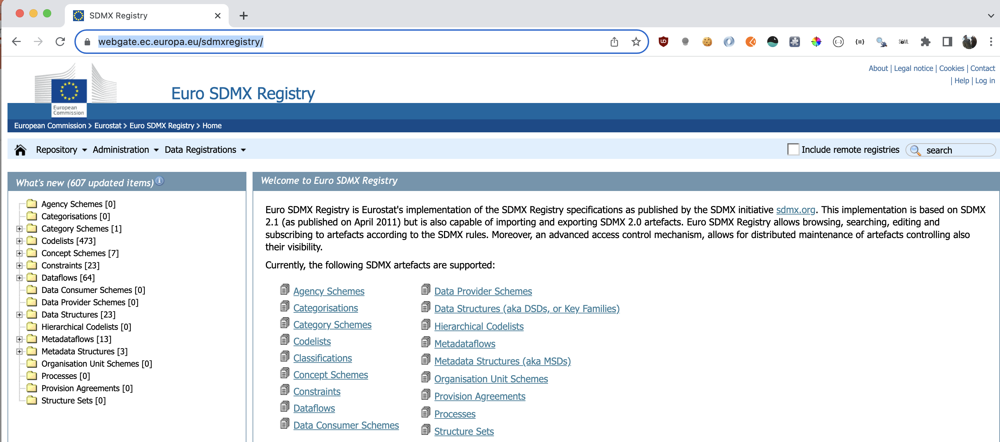 SDMX Registry
webgate.ec.europa.eu/sdmxregistry/
{...}
{≡}
About | Legal notice | Cookies | Contact
| Help | Log in
European
Commission
Euro SDMX Registry
European Commission > Eurostat > Euro SDMX Registry > Home
Repository Administration Data Registrations
Include remote registries search
What's new (607 updated items)
Agency Schemes [0]
Categorisations [0]
Category Schemes [1]
Codelists [473]
Concept Schemes [7]
Constraints [23]
Dataflows [64]
Data Consumer Schemes [0]
Data Provider Schemes [0]
Data Structures [23]
Hierarchical Codelists [0]
Metadataflows [13]
Metadata Structures [3]
Organisation Unit Schemes [0]
Processes [0]
Provision Agreements [0]
Structure Sets [0]
Welcome to Euro SDMX Registry
Euro SDMX Registry is Eurostat's implementation of the SDMX Registry specifications as published by the SDMX initiative sdmx.org. This implementation is based on SDMX
2.1 (as published on April 2011) but is also capable of importing and exporting SDMX 2.0 artefacts. Euro SDMX Registry allows browsing, searching, editing and
subscribing to artefacts according to the SDMX rules. Moreover, an advanced access control mechanism, allows for distributed maintenance of artefacts controlling also
their visibility.
Currently, the following SDMX artefacts are supported:
Agency Schemes
Categorisations
Category Schemes
Codelists
Classifications
Concept Schemes
Constraints
Dataflows
Data Consumer Schemes
Data Provider Schemes
Data Structures (aka DSDs, or Key Families)
Hierarchical Codelists
Metadataflows
Metadata Structures (aka MSDs)
Organisation Unit Schemes
Provision Agreements
Processes
Structure Sets